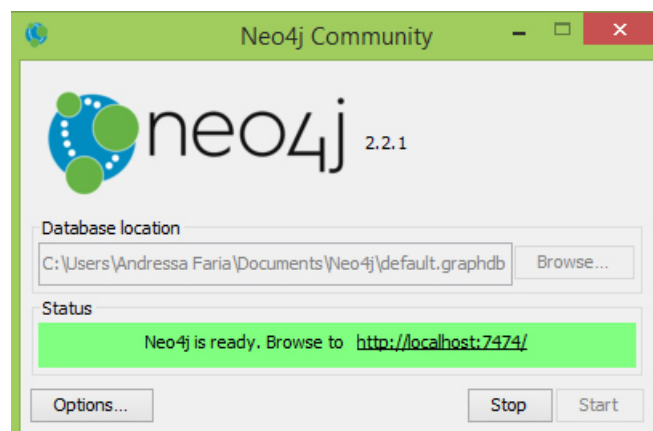 Neo4j Community
neo4j 2.2.1
Database location
C:\Users\Andressa Faria\Documents\Neo4j\default.graphdb Browse...
Status
Neo4j is ready. Browse to http://localhost:7474/
Options... Stop Start